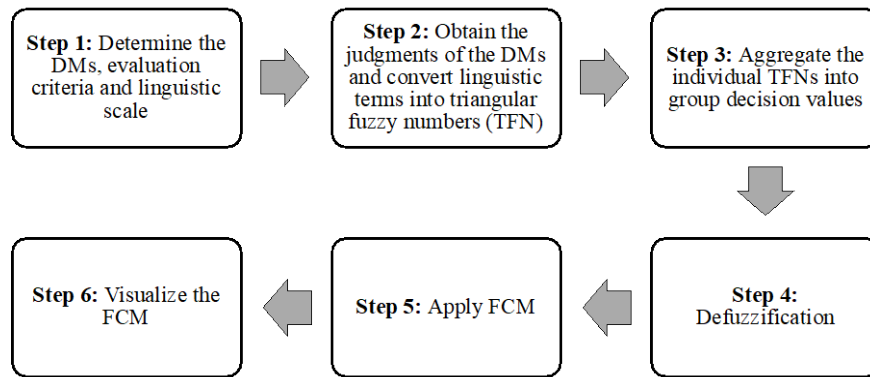 Step 1: Determine the
DMs, evaluation
criteria and linguistic
scale
Step 2: Obtain the
judgments of the DMs
and convert linguistic
terms into triangular
fuzzy numbers (TFN)
Step 3: Aggregate the
individual TFNs into
group decision values
Step 4:
Defuzzification
Step 5: Apply FCM
Step 6: Visualize the
FCM